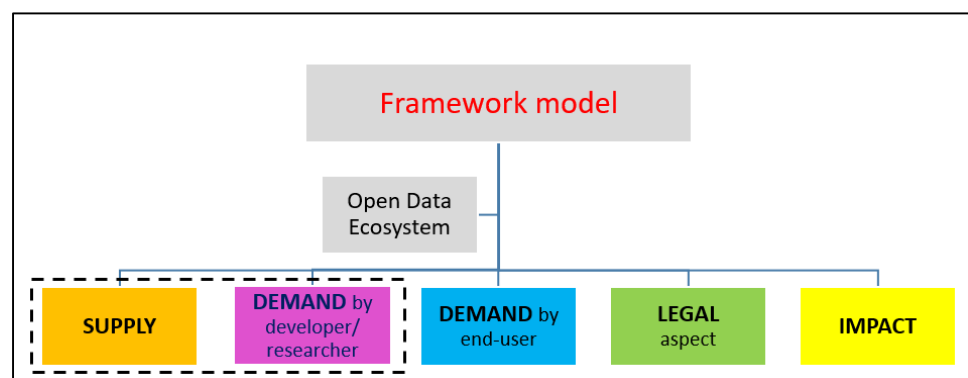 Framework model
Open Data
Ecosystem
SUPPLY
DEMAND by
developer/
researcher
DEMAND by
end-user
LEGAL
aspect
IMPACT